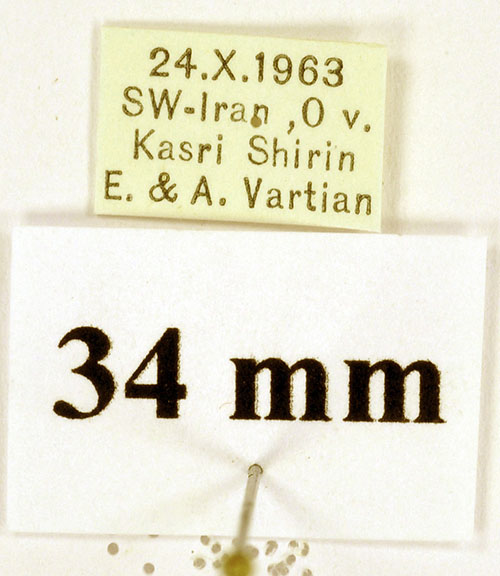 24.X.1963
SW-Iran ,O v.
Kasri Shirin
E. & A. Vartian
34 mm